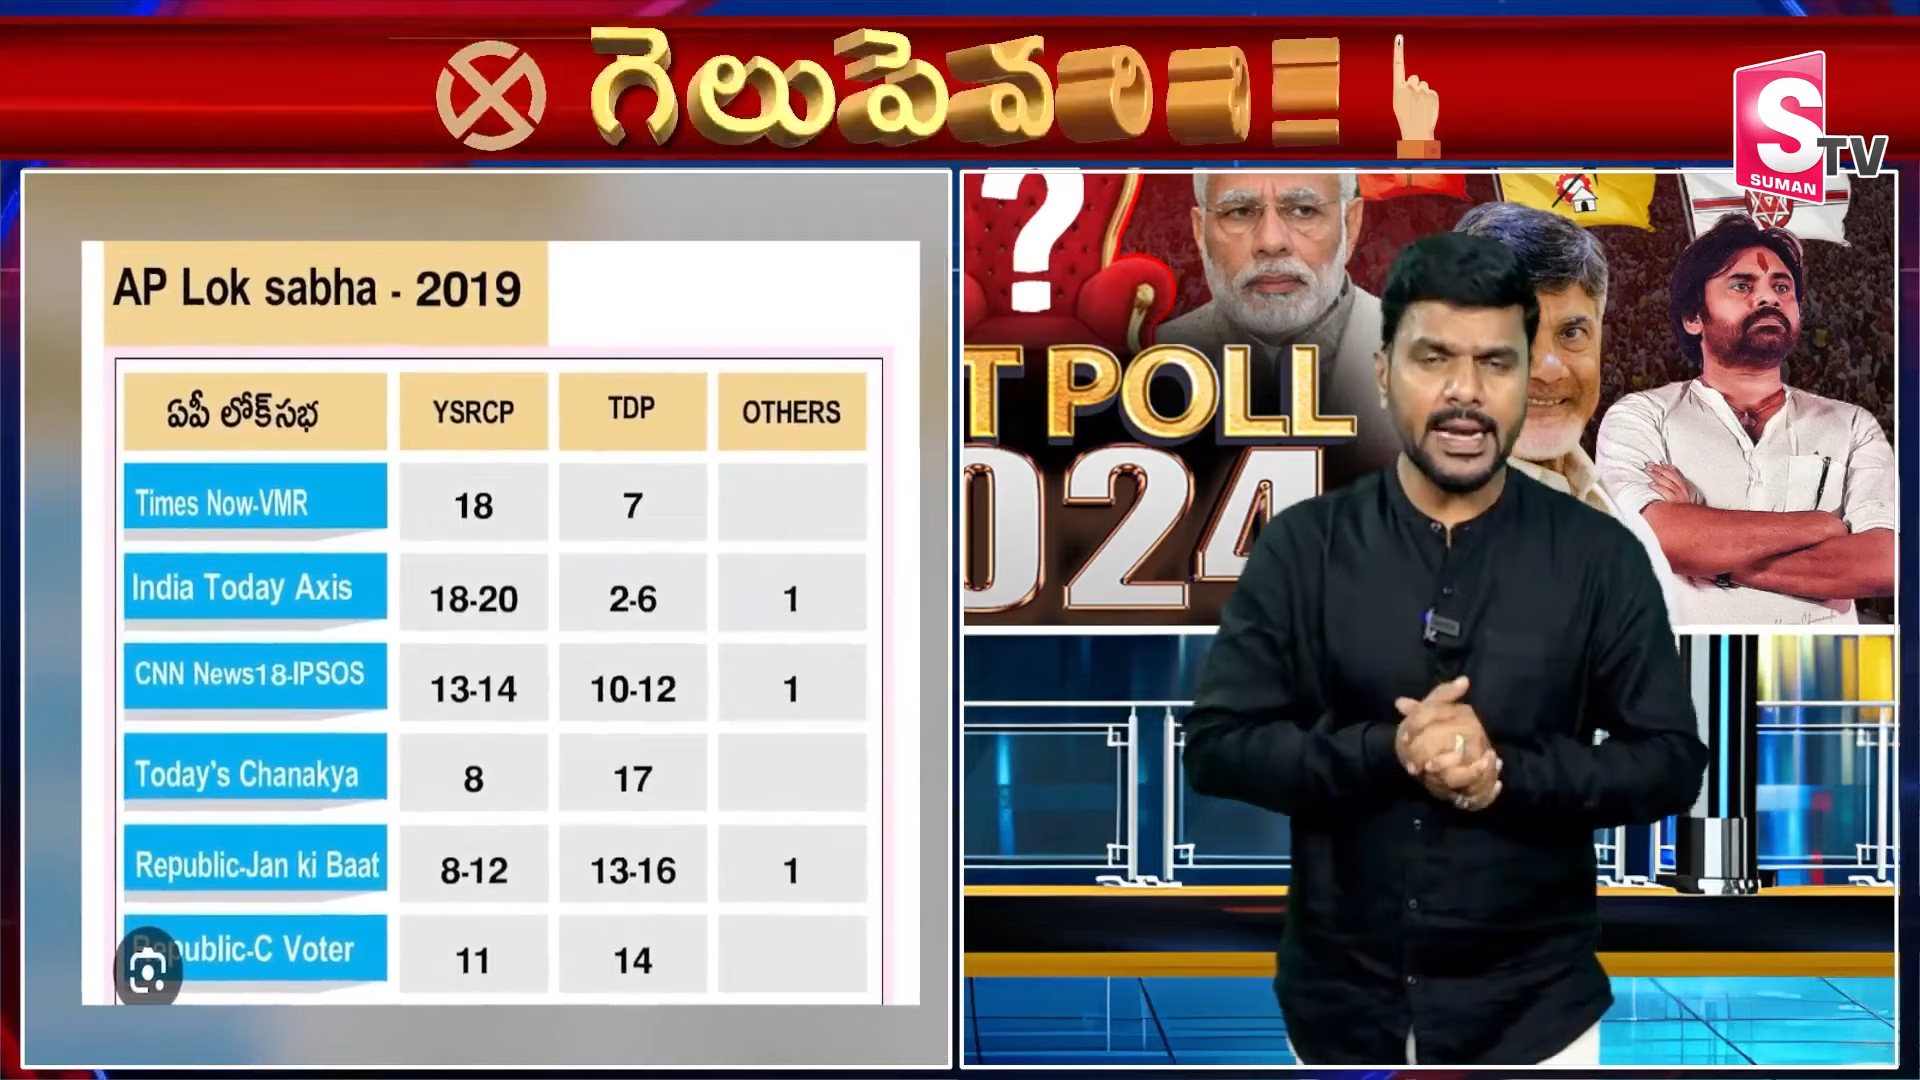 గెలుపెవరిది
S
TV
SUMAN
AP Lok sabha - 2019
ఏపీ లోక్‌సభ YSRCP TDP OTHERS
Times Now-VMR 18 7
India Today Axis 18-20 2-6 1
CNN News18-IPSOS 13-14 10-12 1
Today's Chanakya 8 17
Republic-Jan ki Baat 8-12 13-16 1
Republic-C Voter 11 14
?
T POLL
024